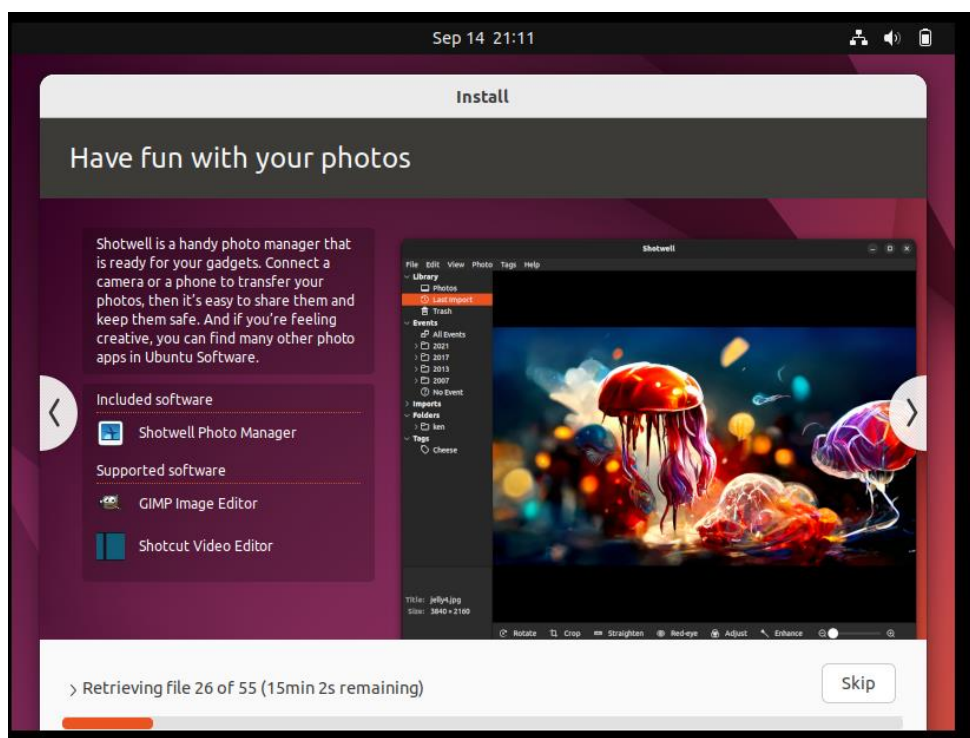 Sep 14 21:11
Install
Have fun with your photos
Shotwell is a handy photo manager that
is ready for your gadgets. Connect a
camera or a phone to transfer your
photos, then it's easy to share them and
keep them safe. And if you're feeling
creative, you can find many other photo
apps in Ubuntu Software.
Included software
Shotwell Photo Manager
Supported software
GIMP Image Editor
Shotcut Video Editor
Shotwell
File Edit View Photo Tags Help
Library
Photos
Last Import
Trash
Events
All Events
2021
2017
2013
2007
No Event
Imports
Folders
ken
Tags
Cheese
Title: jelly4.jpg
Size: 3840 × 2160
Rotate Crop Straighten Red-eye Adjust Enhance
Retrieving file 26 of 55 (15min 2s remaining)
Skip